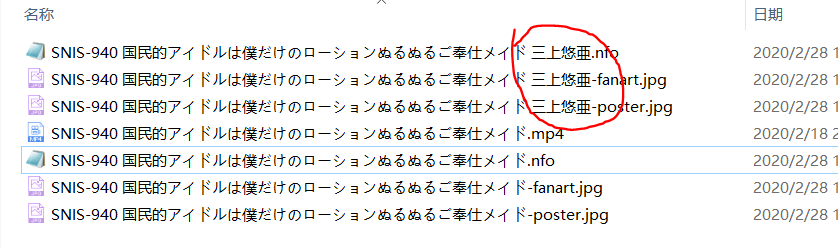 名称 日期
SNIS-940 国民的アイドルは僕だけのローションぬるぬるご奉仕メイド 三上悠亜.nfo 2020/2/28 1
SNIS-940 国民的アイドルは僕だけのローションぬるぬるご奉仕メイド 三上悠亜-fanart.jpg 2020/2/28 1
SNIS-940 国民的アイドルは僕だけのローションぬるぬるご奉仕メイド 三上悠亜-poster.jpg 2020/2/28 1
SNIS-940 国民的アイドルは僕だけのローションぬるぬるご奉仕メイド.mp4 2020/2/18 2
SNIS-940 国民的アイドルは僕だけのローションぬるぬるご奉仕メイド.nfo 2020/2/28 1
SNIS-940 国民的アイドルは僕だけのローションぬるぬるご奉仕メイド-fanart.jpg 2020/2/28 1
SNIS-940 国民的アイドルは僕だけのローションぬるぬるご奉仕メイド-poster.jpg 2020/2/28 1